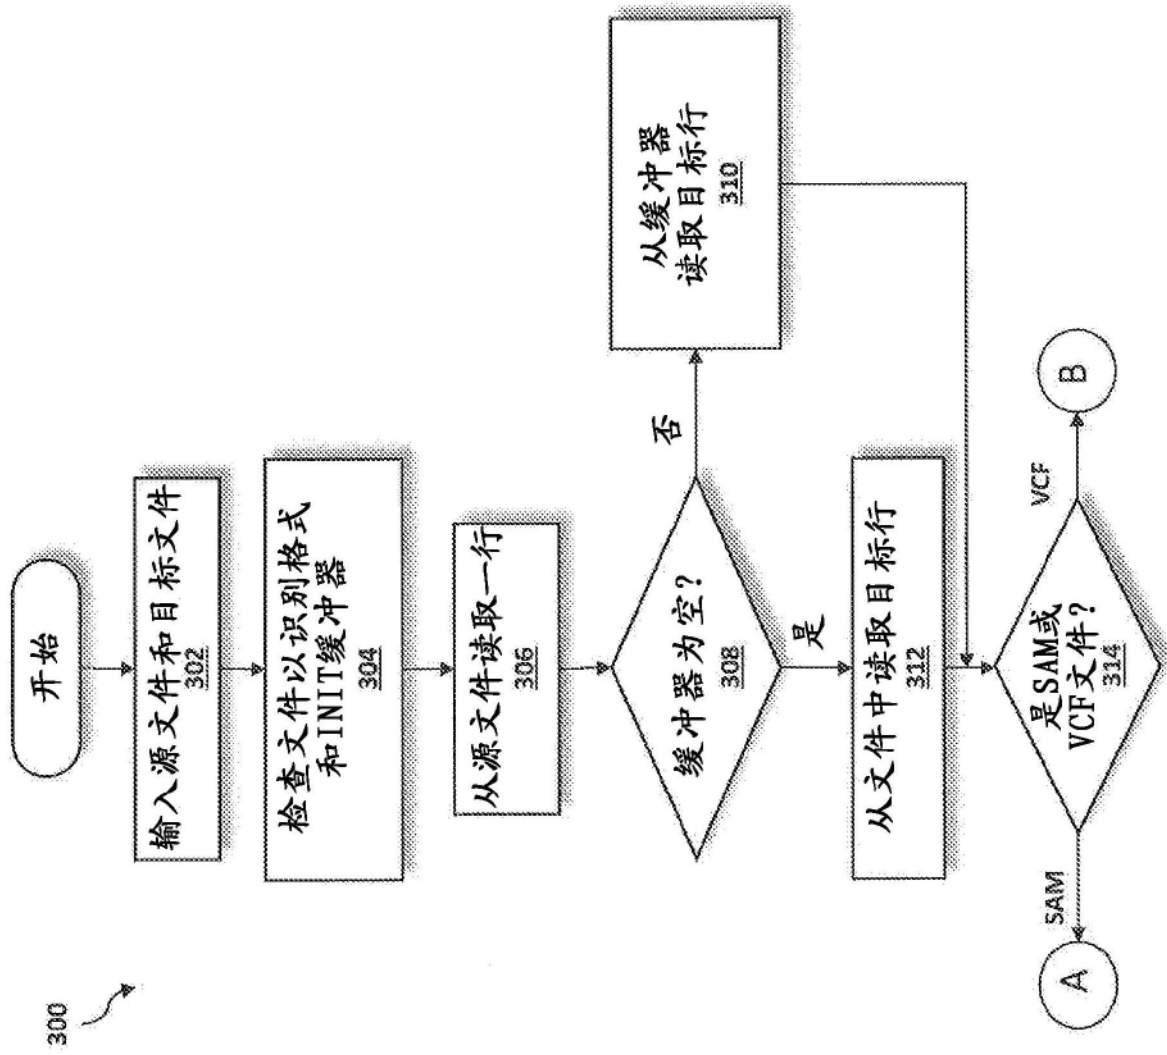 300
开始
输入源文件和目标文件
302
检查文件以识别格式
和INIT缓冲器
304
从源文件读取一行
306
缓冲器为空？
308
否
从缓冲器
读取目标行
310
是
从文件中读取目标行
312
是SAM或
VCF文件？
314
SAM
A
VCF
B